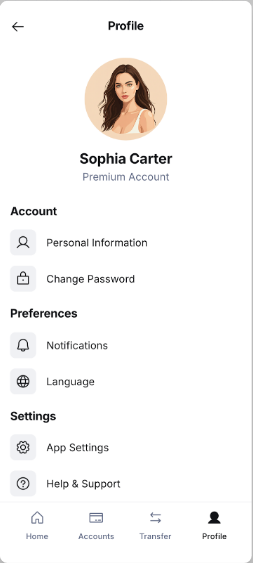 Profile
Sophia Carter
Premium Account
Account
Personal Information
Change Password
Preferences
Notifications
Language
Settings
App Settings
Help & Support
Home Accounts Transfer Profile